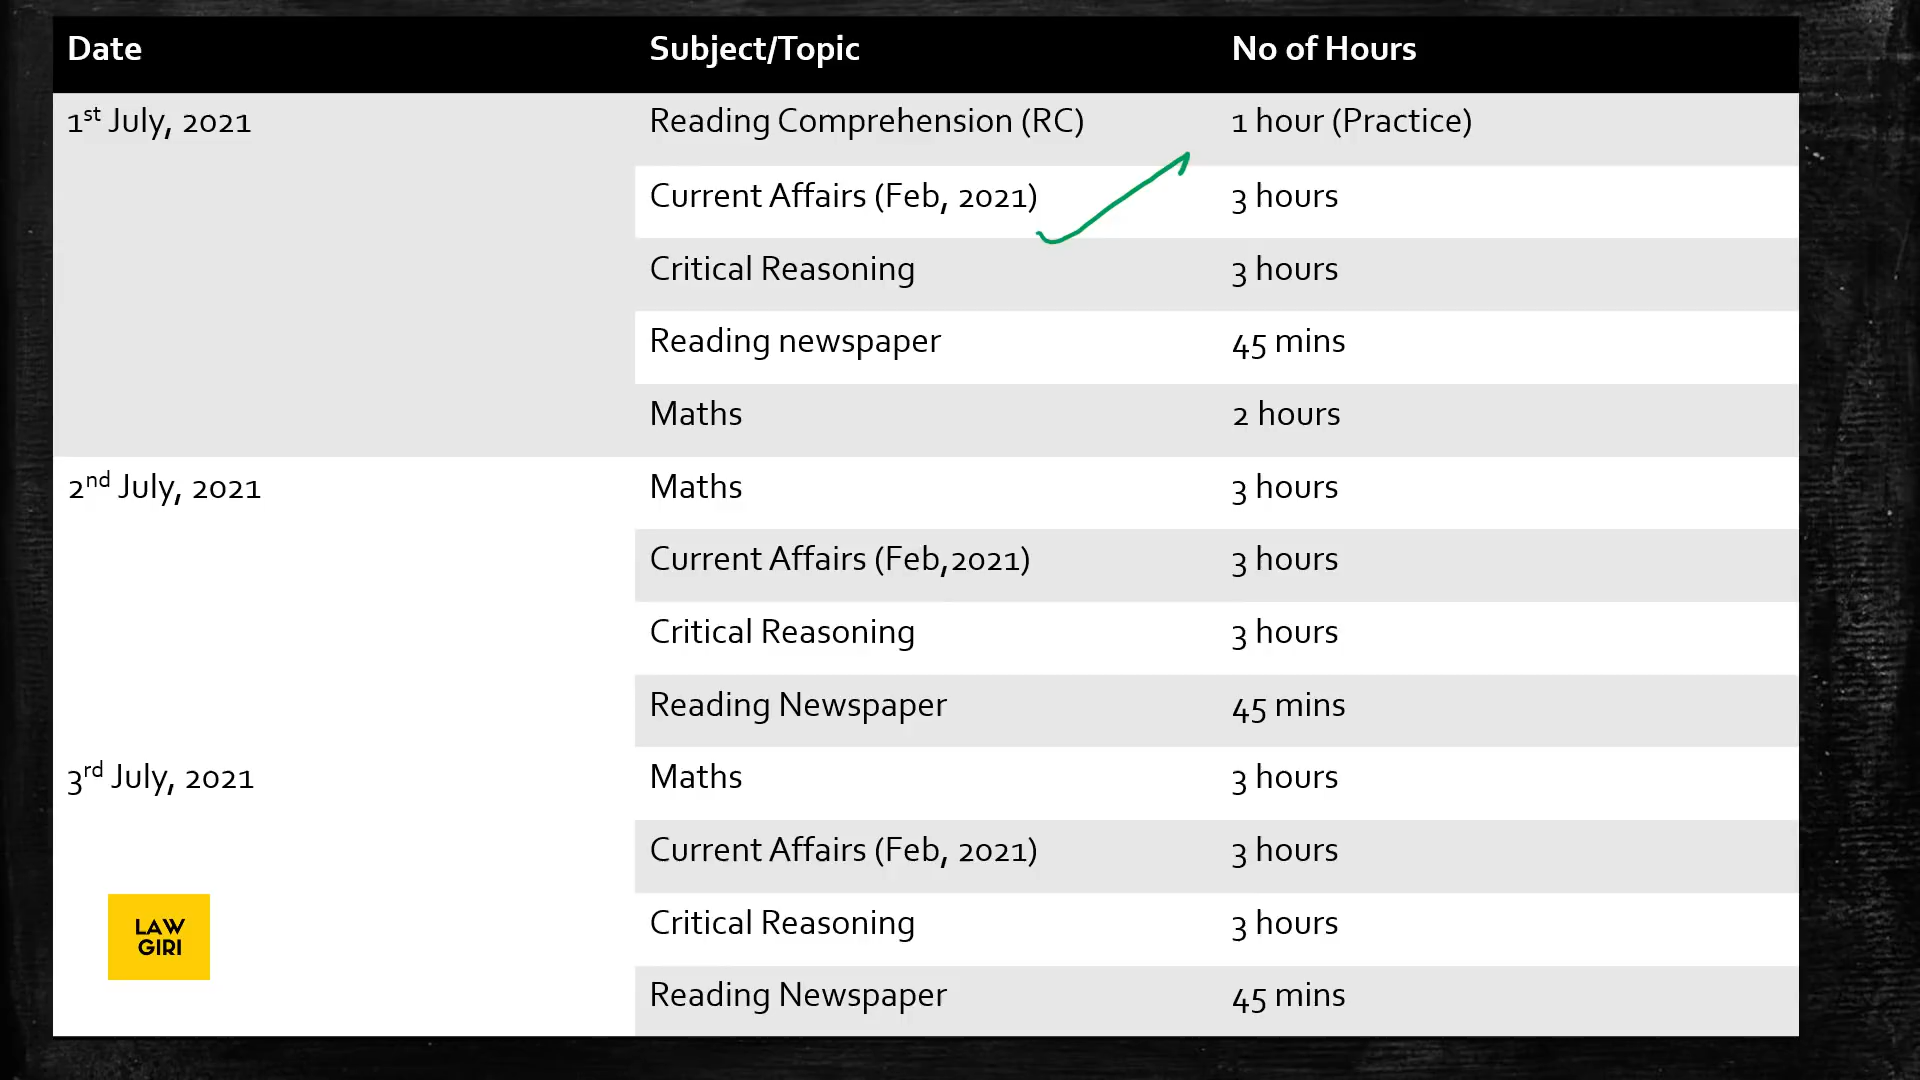 Date Subject/Topic No of Hours
1st July, 2021 Reading Comprehension (RC) 1 hour (Practice)
Current Affairs (Feb, 2021) 3 hours
Critical Reasoning 3 hours
Reading newspaper 45 mins
Maths 2 hours
2nd July, 2021 Maths 3 hours
Current Affairs (Feb,2021) 3 hours
Critical Reasoning 3 hours
Reading Newspaper 45 mins
3rd July, 2021 Maths 3 hours
Current Affairs (Feb, 2021) 3 hours
Critical Reasoning 3 hours
Reading Newspaper 45 mins
LAW
GIRI